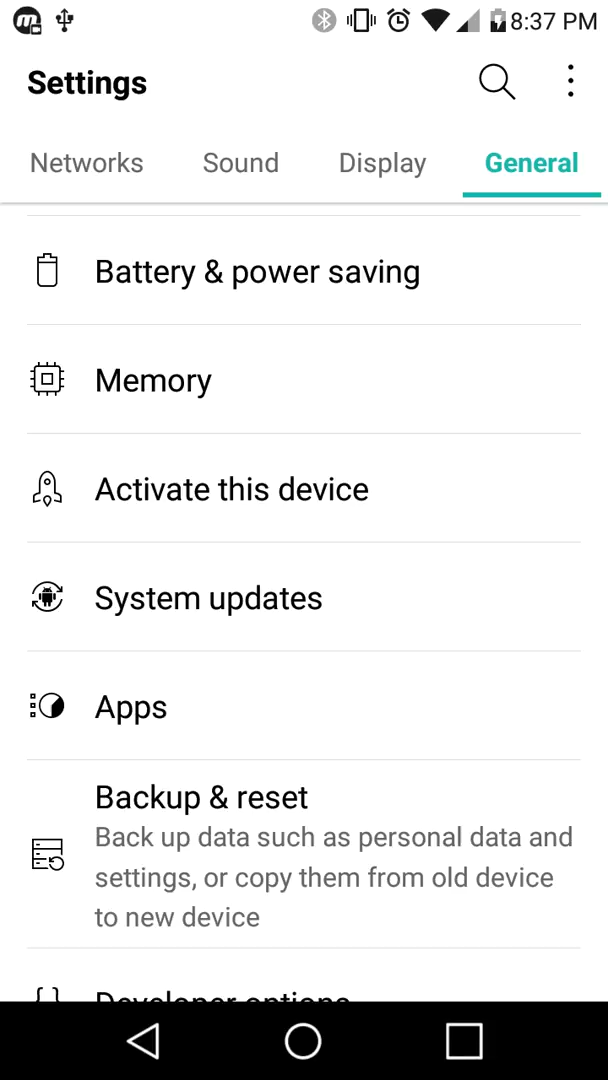 8:37 PM
Settings
Networks Sound Display General
Battery & power saving
Memory
Activate this device
System updates
Apps
Backup & reset
Back up data such as personal data and
settings, or copy them from old device
to new device
Developer options